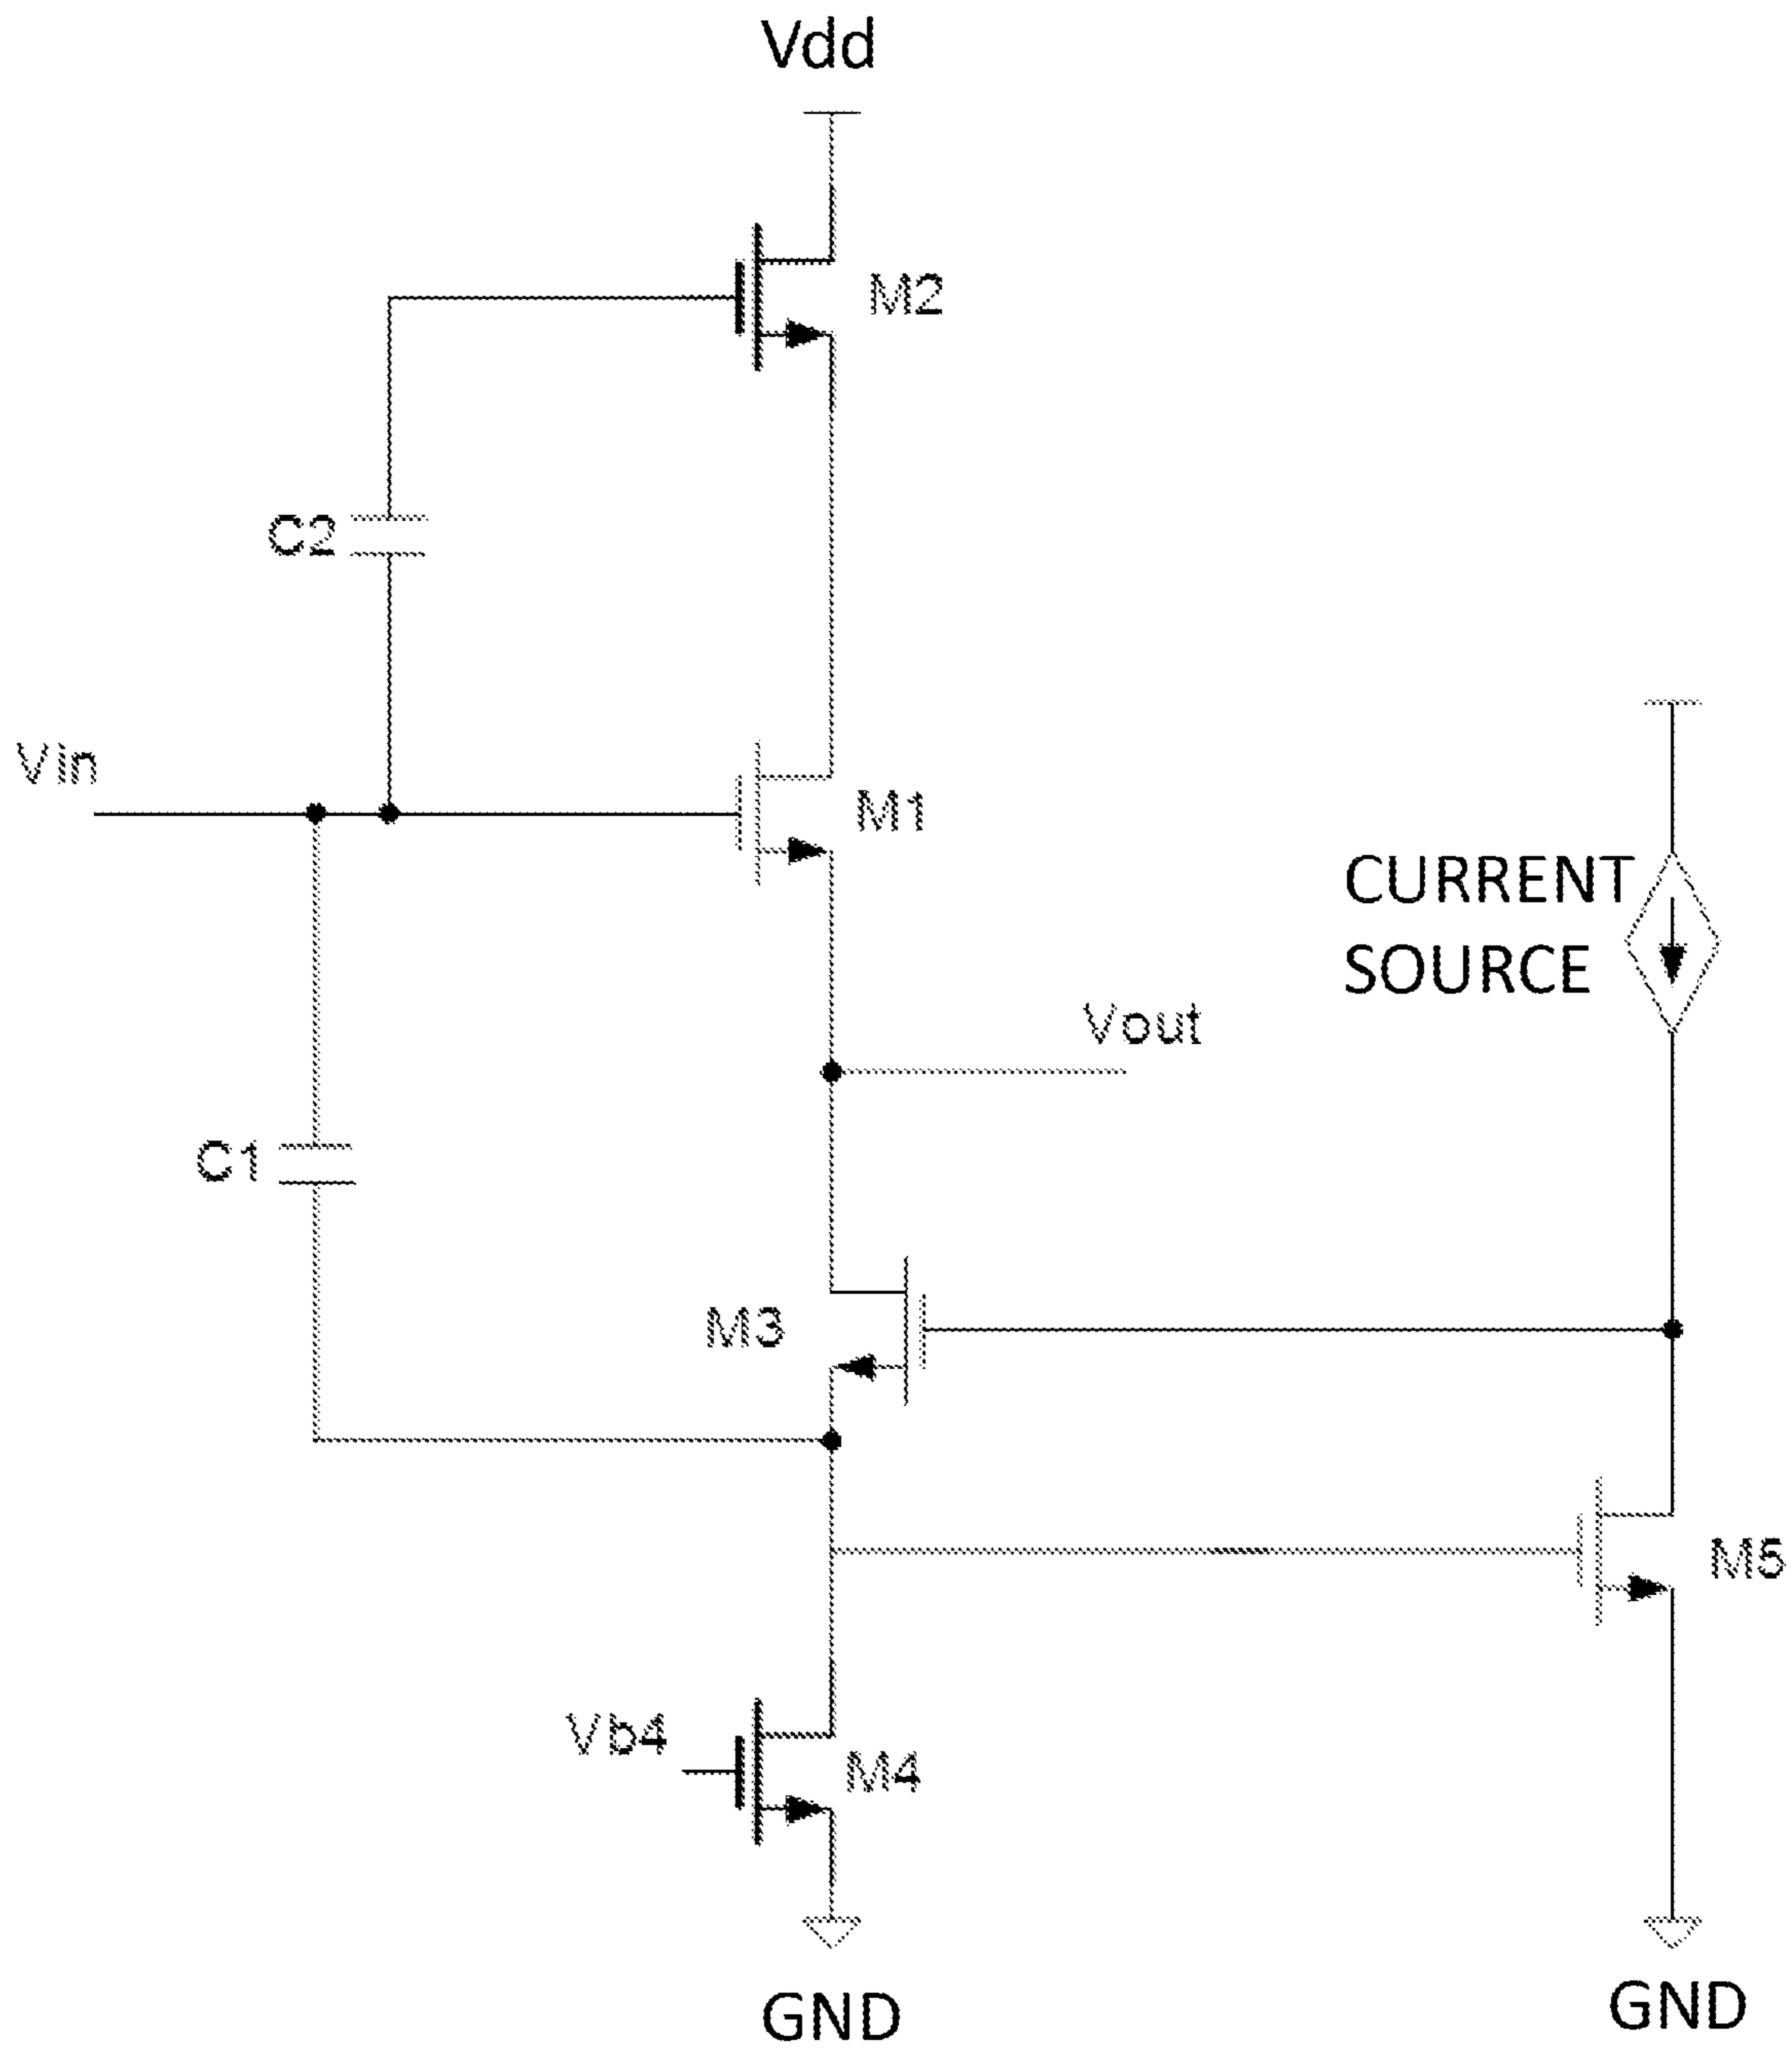 Vdd
M2
C2
Vin
M1
CURRENT
SOURCE
Vout
C1
M3
M5
Vb4
M4
GND
GND